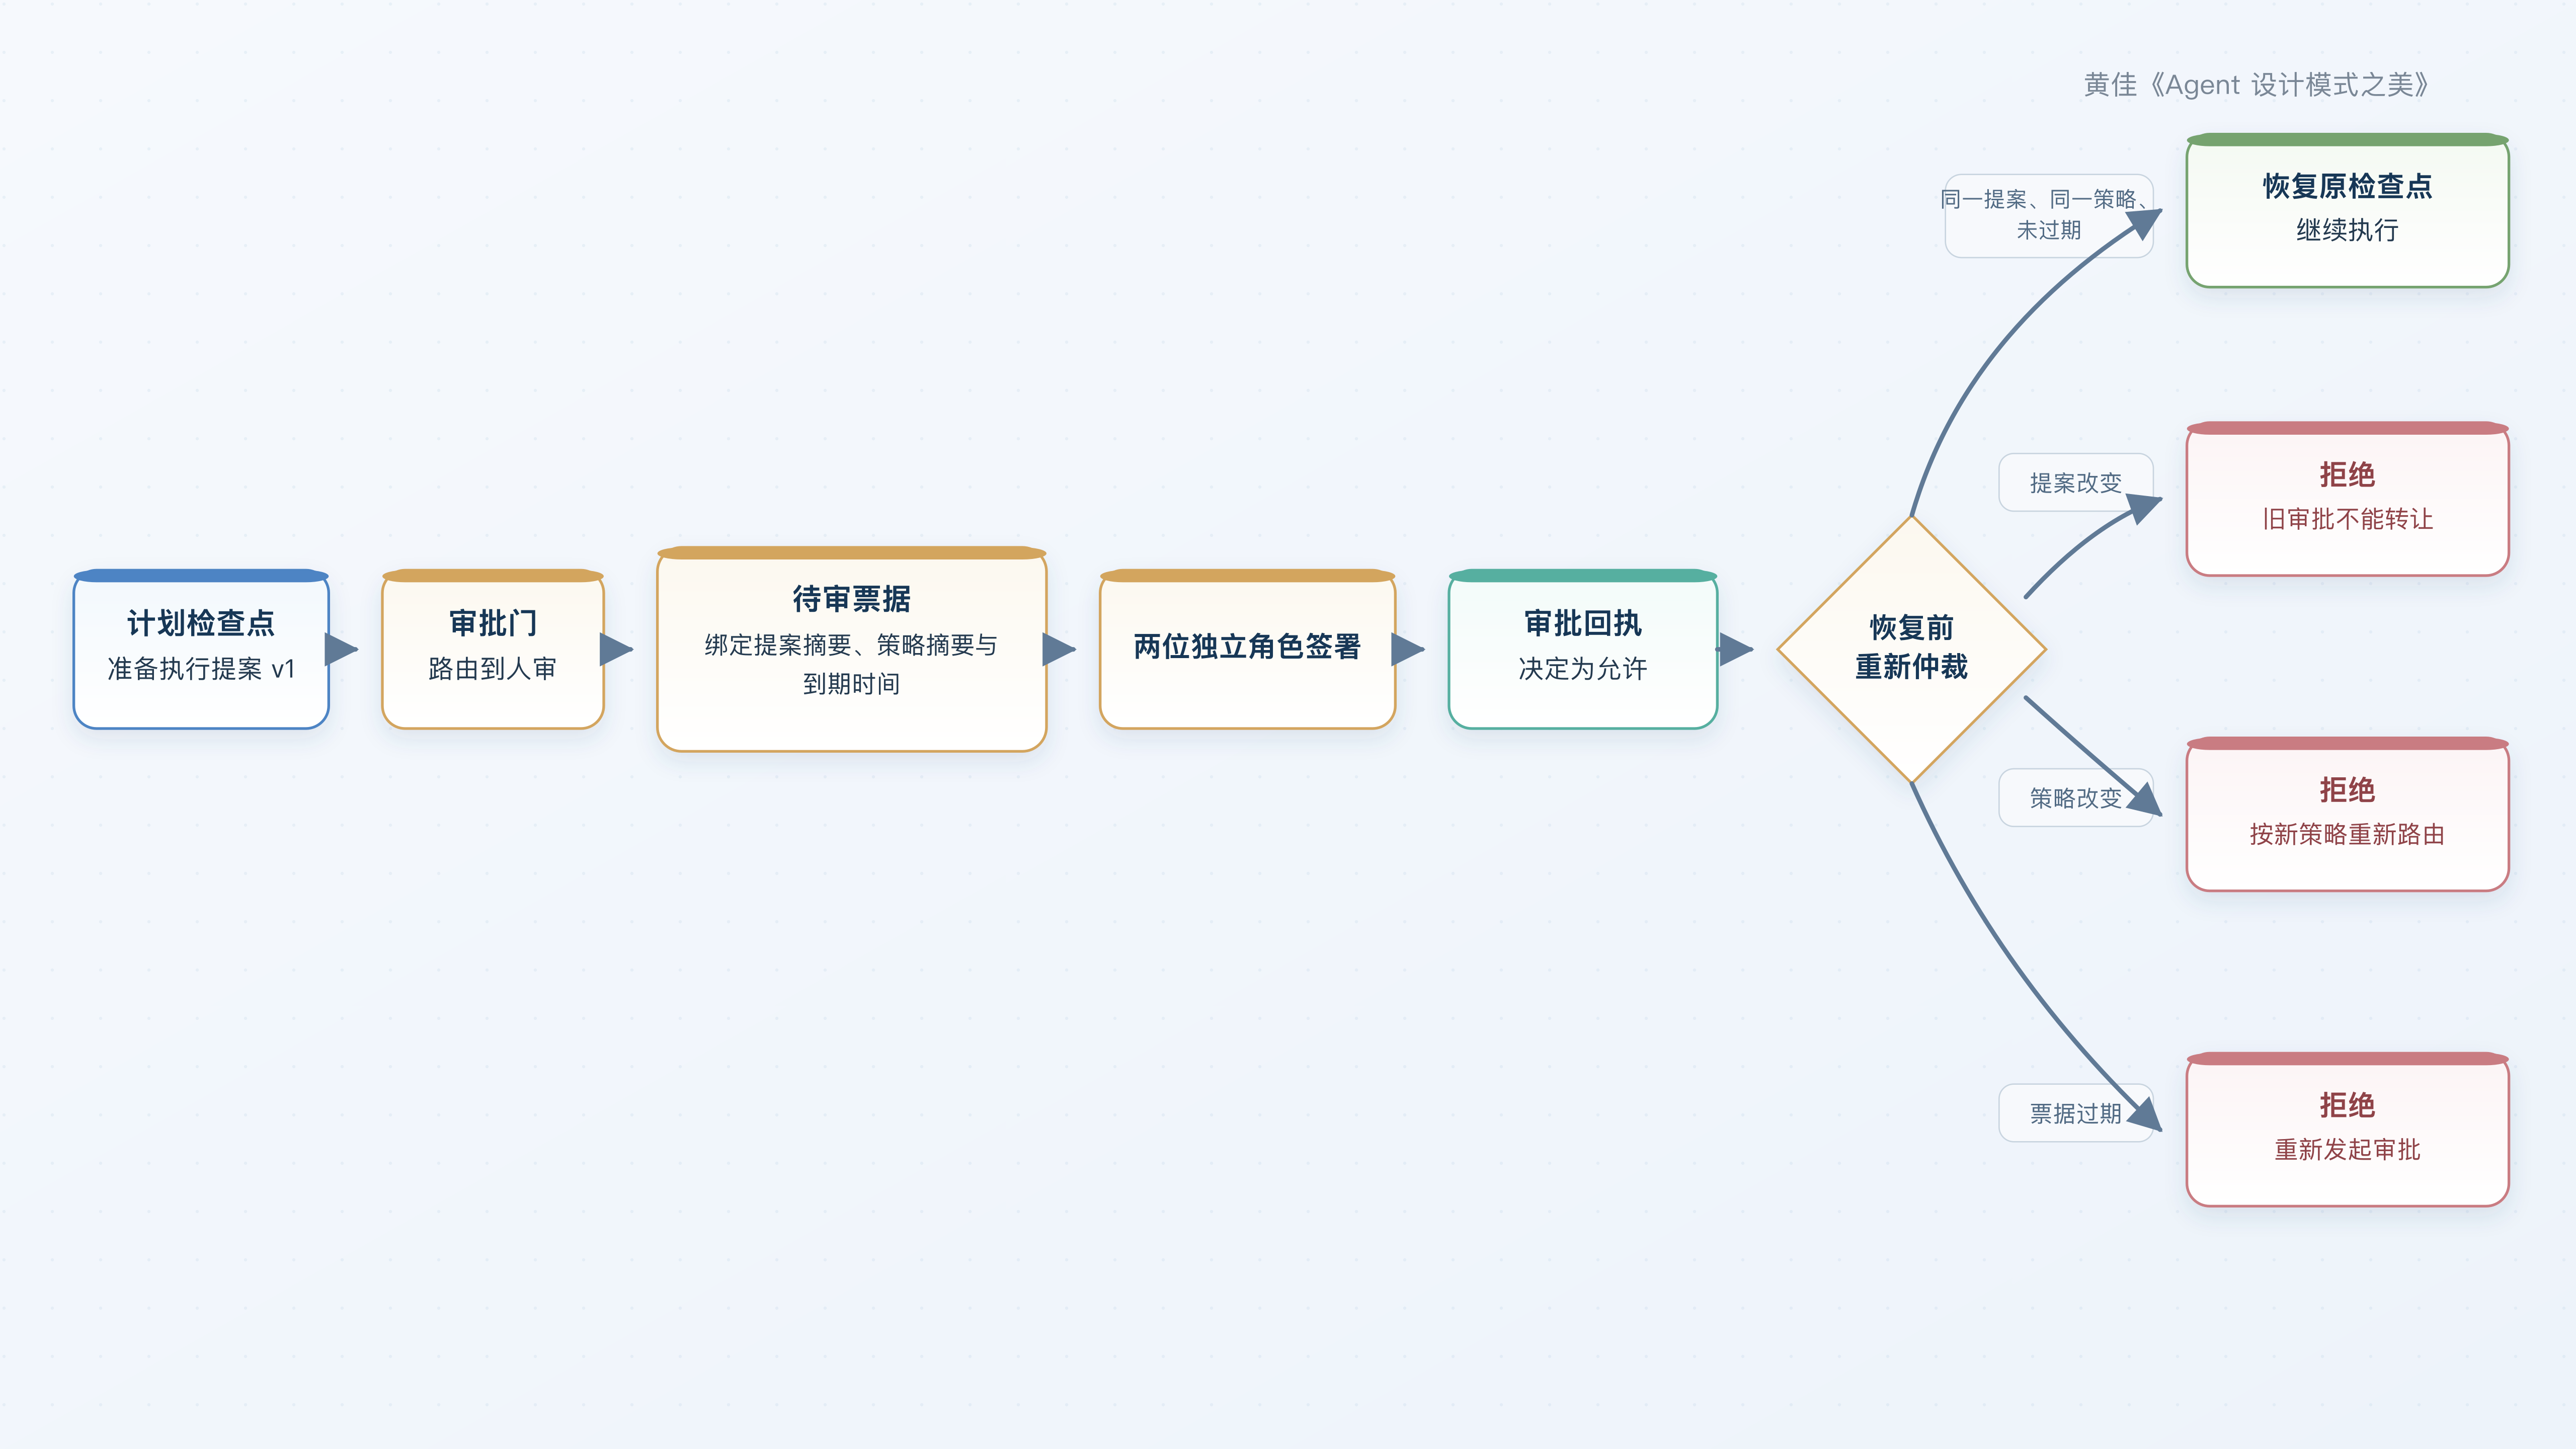 黄佳《Agent 设计模式之美》
计划检查点
准备执行提案 v1
审批门
路由到人审
待审票据
绑定提案摘要、策略摘要与
到期时间
两位独立角色签署
审批回执
决定为允许
恢复前
重新仲裁
同一提案、同一策略、
未过期
恢复原检查点
继续执行
提案改变
拒绝
旧审批不能转让
策略改变
拒绝
按新策略重新路由
票据过期
拒绝
重新发起审批